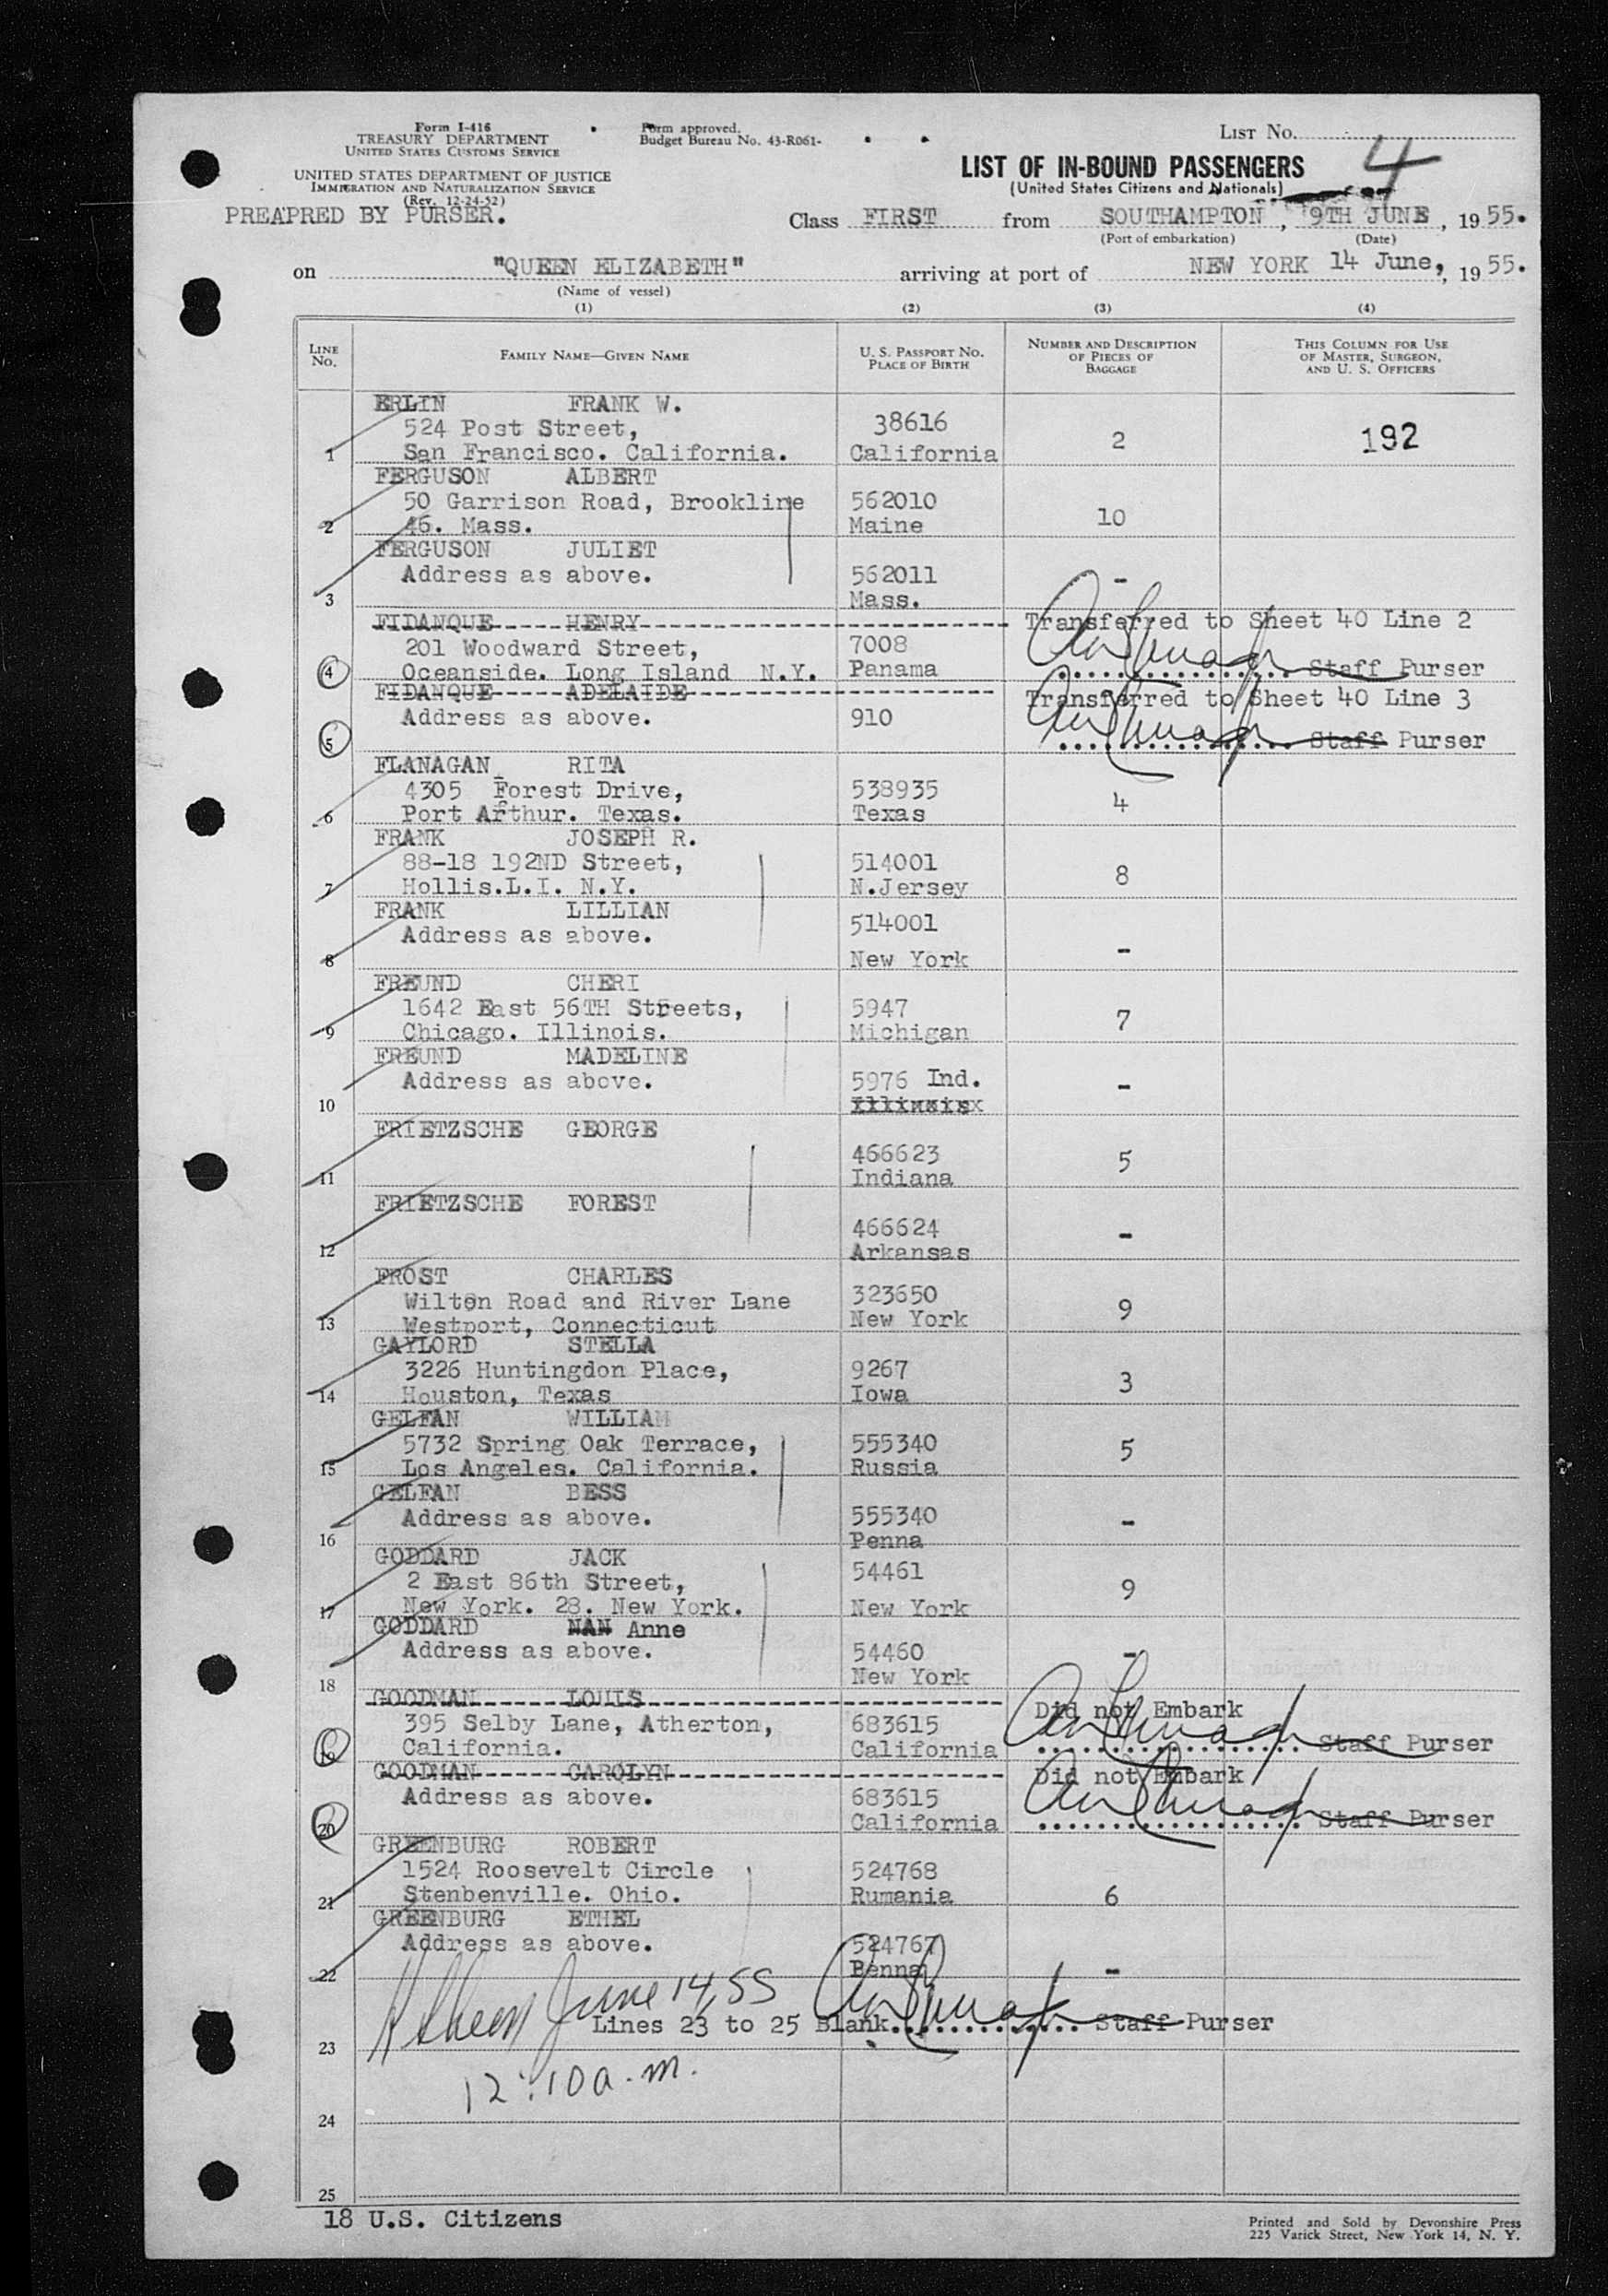 Form I-416
TREASURY DEPARTMENT
UNITED STATES CUSTOMS SERVICE
UNITED STATES DEPARTMENT OF JUSTICE
IMMIGRATION AND NATURALIZATION SERVICE
(Rev. 12-24-52)
PREAPRED BY PURSER.
Form approved.
Budget Bureau No. 43-R061-
LIST No.
4
LIST OF IN-BOUND PASSENGERS
(United States Citizens and Nationals)
Class FIRST from SOUTHAMPTON, 9TH JUNE, 1955.
(Port of embarkation) (Date)
on "QUEEN ELIZABETH" arriving at port of NEW YORK 14 June, 1955.
(Name of vessel)
(1) (2) (3) (4)
LINE No. FAMILY NAME—GIVEN NAME U. S. PASSPORT NO. PLACE OF BIRTH NUMBER AND DESCRIPTION OF PIECES OF BAGGAGE THIS COLUMN FOR USE OF MASTER, SURGEON, AND U. S. OFFICERS
ERLIN FRANK W.
524 Post Street, 38616
1 San Francisco. California. California 2 192
FERGUSON ALBERT
50 Garrison Road, Brookline 562010
2 46. Mass. Maine 10
FERGUSON JULIET
Address as above. 562011 -
3 Mass.
FIDANQUE HENRY Transferred to Sheet 40 Line 2
201 Woodward Street, 7008
4 Oceanside. Long Island N.Y. Panama Staff Purser
FIDANQUE ADELAIDE Transferred to Sheet 40 Line 3
Address as above. 910
5 Staff Purser
FLANAGAN RITA
4305 Forest Drive, 538935 4
6 Port Arthur. Texas. Texas
FRANK JOSEPH R.
88-18 192ND Street, 514001
7 Hollis.L.I. N.Y. N.Jersey 8
FRANK LILLIAN
Address as above. 514001
8 New York -
FREUND CHERI
1642 East 56TH Streets, 5947
9 Chicago. Illinois. Michigan 7
FREUND MADELINE
Address as above. 5976 Ind. -
10 Illinois
FRIETZSCHE GEORGE
466623 5
11 Indiana
FRIETZSCHE FOREST
466624 -
12 Arkansas
FROST CHARLES
Wilton Road and River Lane 323650
13 Westport, Connecticut New York 9
GAYLORD STELLA
3226 Huntingdon Place, 9267
14 Houston, Texas Iowa 3
GELFAN WILLIAM
5732 Spring Oak Terrace, 555340 5
15 Los Angeles. California. Russia
GELFAN BESS
Address as above. 555340 -
16 Penna
GODDARD JACK
2 East 86th Street, 54461 9
17 New York. 28. New York. New York
GODDARD NAN Anne
Address as above. 54460 -
18 New York
GOODMAN LOUIS Did not Embark
395 Selby Lane, Atherton, 683615
19 California. California Staff Purser
GOODMAN CAROLYN Did not Embark
Address as above. 683615
20 California Staff Purser
GREENBURG ROBERT
1524 Roosevelt Circle 524768
21 Stenbenville. Ohio. Rumania 6
GREENBURG ETHEL
Address as above. 524767
22 Penna -
June 14, 55
Lines 23 to 25 Blank Staff Purser
23
12:10 a.m.
24
25
18 U.S. Citizens
Printed and Sold by Devonshire Press
225 Varick Street, New York 14, N. Y.